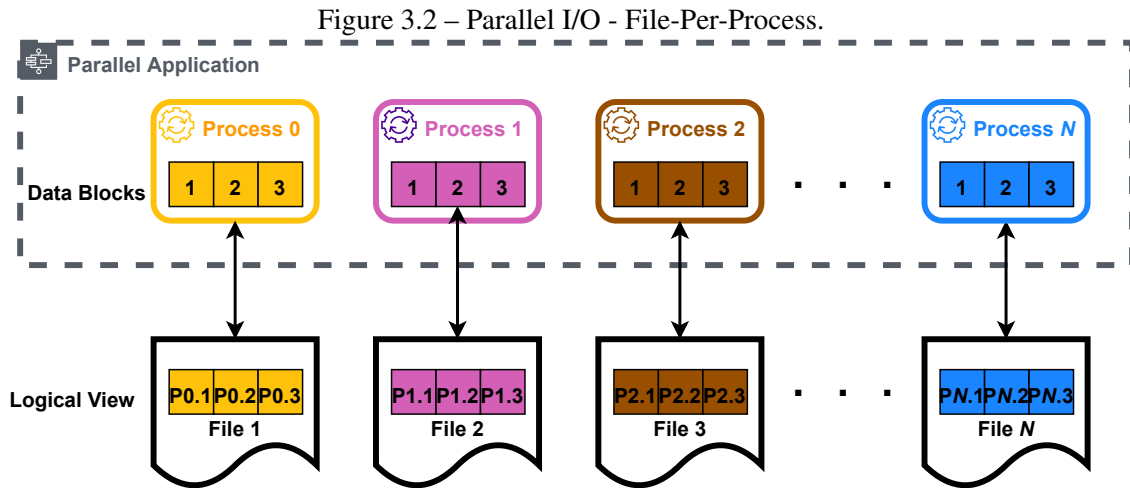 Figure 3.2 – Parallel I/O - File-Per-Process.
Parallel Application
Process 0 Process 1 Process 2 Process N
Data Blocks 1 2 3 1 2 3 1 2 3 . . . 1 2 3
Logical View P0.1 P0.2 P0.3 P1.1 P1.2 P1.3 P2.1 P2.2 P2.3 . . . PN.1 PN.2 PN.3
File 1 File 2 File 3 File N